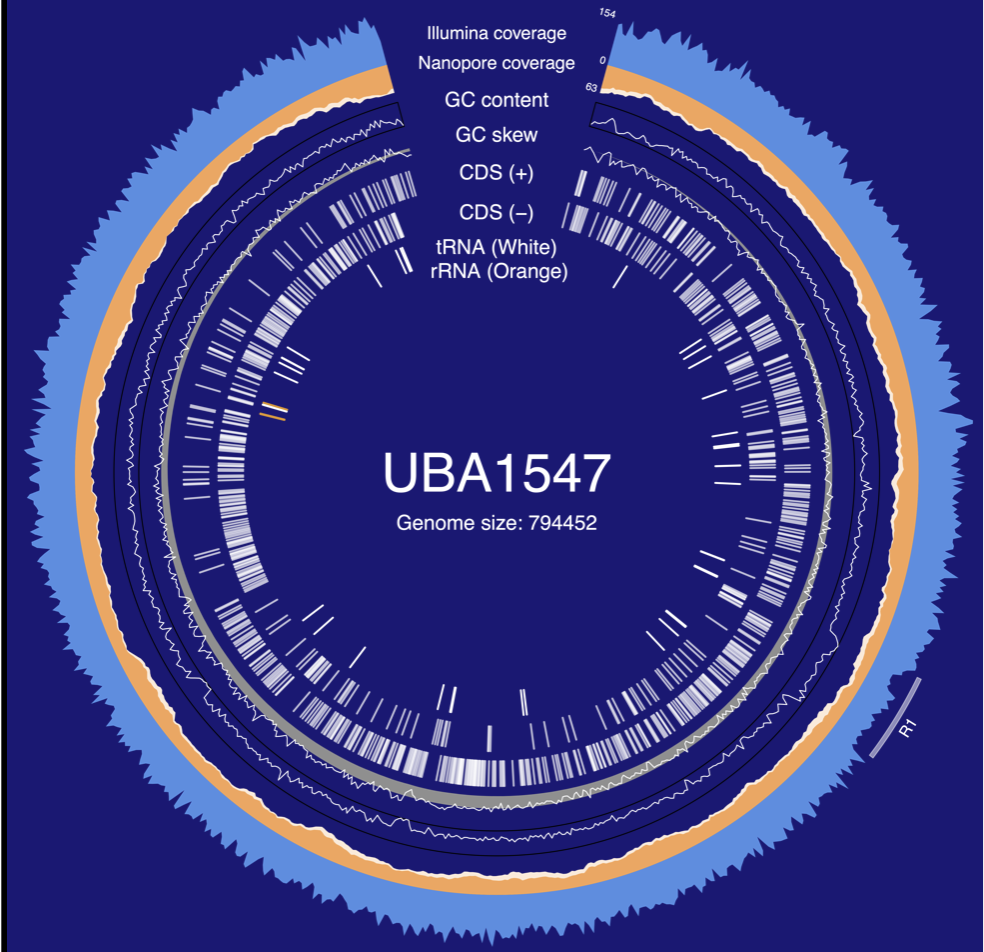 154
Illumina coverage
0
Nanopore coverage
63
GC content
GC skew
CDS (+)
CDS (−)
tRNA (White)
rRNA (Orange)
UBA1547
Genome size: 794452
R1